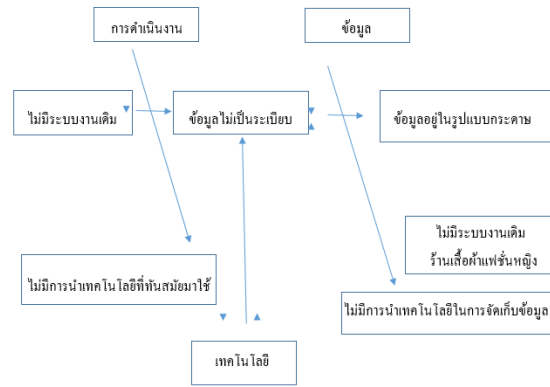 การดำเนินงาน
ข้อมูล
ไม่มีระบบงานเดิม
ข้อมูลไม่เป็นระเบียบ
ข้อมูลอยู่ในรูปแบบกระดาษ
ไม่มีระบบงานเดิม
ร้านเสื้อผ้าแฟชั่นหญิง
ไม่มีการนำเทคโนโลยีที่ทันสมัยมาใช้
ไม่มีการนำเทคโนโลยีในการจัดเก็บข้อมูล
เทคโนโลยี